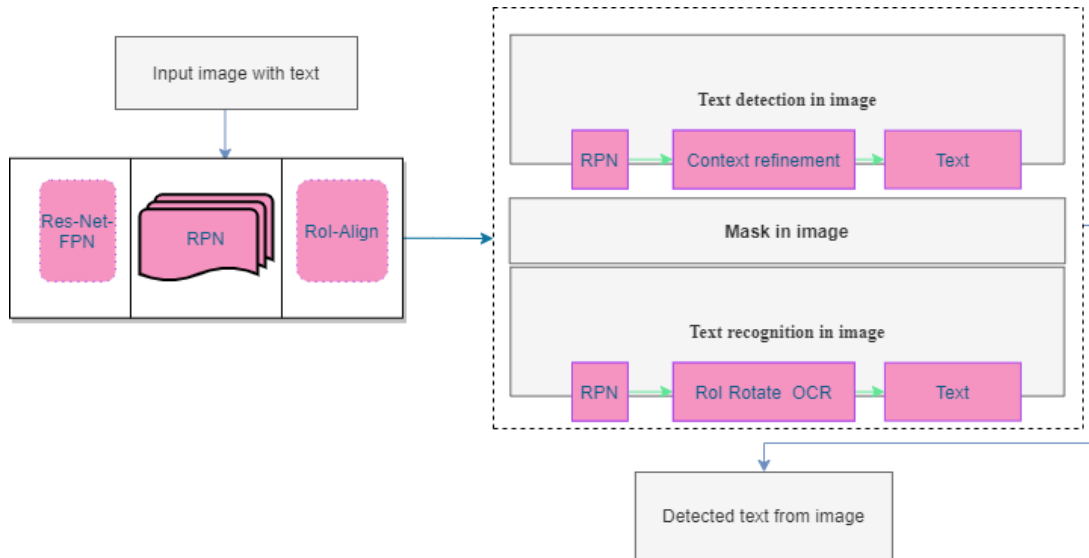 Input image with text
Res-Net-
FPN
RPN
RoI-Align
Text detection in image
RPN
Context refinement
Text
Mask in image
Text recognition in image
RPN
RoI Rotate  OCR
Text
Detected text from image